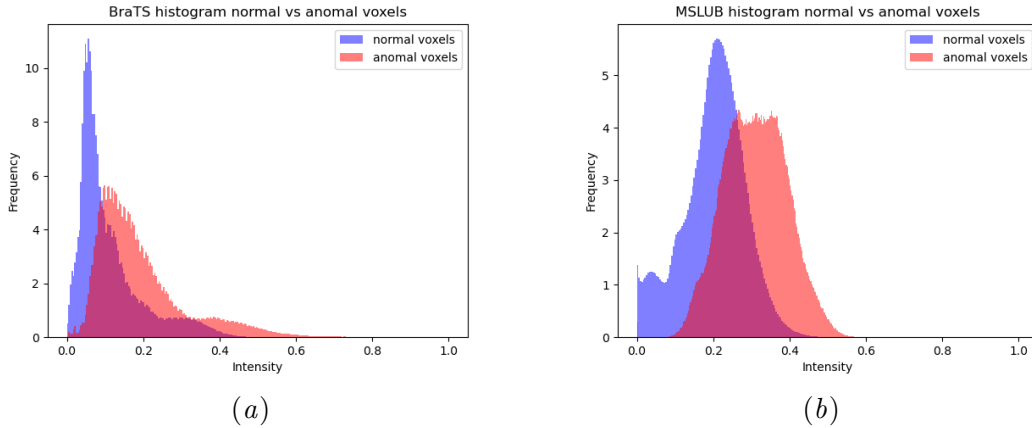 BraTS histogram normal vs anomal voxels
normal voxels
anomal voxels
10
8
6
4
2
0
Frequency
0.0 0.2 0.4 0.6 0.8 1.0
Intensity
(a)
MSLUB histogram normal vs anomal voxels
normal voxels
anomal voxels
5
4
3
2
1
0
Frequency
0.0 0.2 0.4 0.6 0.8 1.0
Intensity
(b)